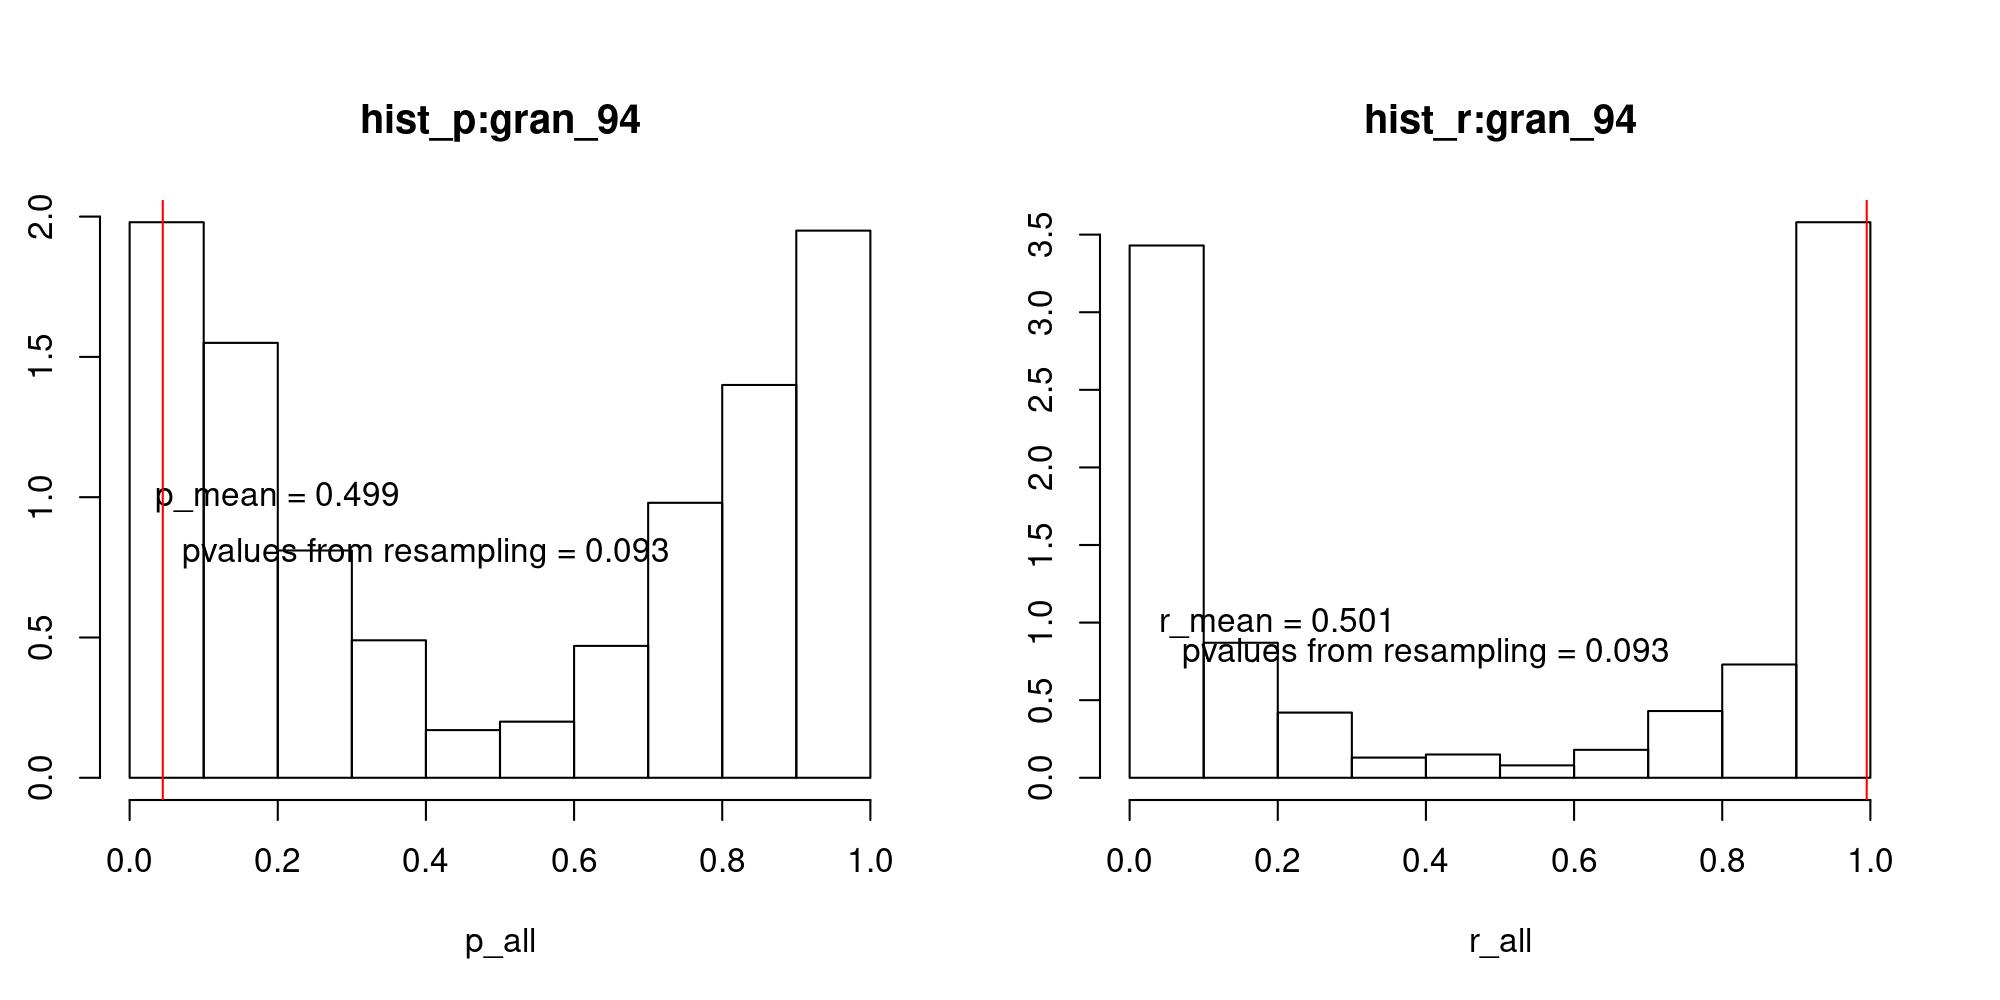 hist_p:gran_94
2.0
1.5
1.0
0.5
0.0
p_mean = 0.499
pvalues from resampling = 0.093
0.0 0.2 0.4 0.6 0.8 1.0
p_all
hist_r:gran_94
3.5
3.0
2.5
2.0
1.5
1.0
0.5
0.0
r_mean = 0.501
pvalues from resampling = 0.093
0.0 0.2 0.4 0.6 0.8 1.0
r_all